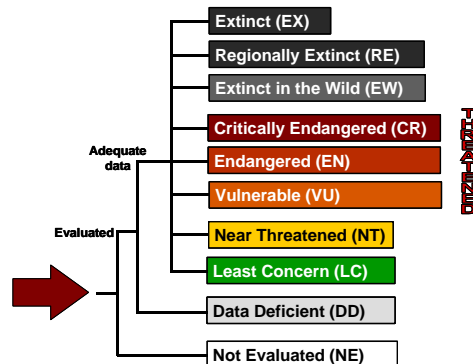 Extinct (EX)
Regionally Extinct (RE)
Extinct in the Wild (EW)
Critically Endangered (CR)
THREATENED
Adequate
data
Endangered (EN)
Vulnerable (VU)
Evaluated
Near Threatened (NT)
Least Concern (LC)
Data Deficient (DD)
Not Evaluated (NE)